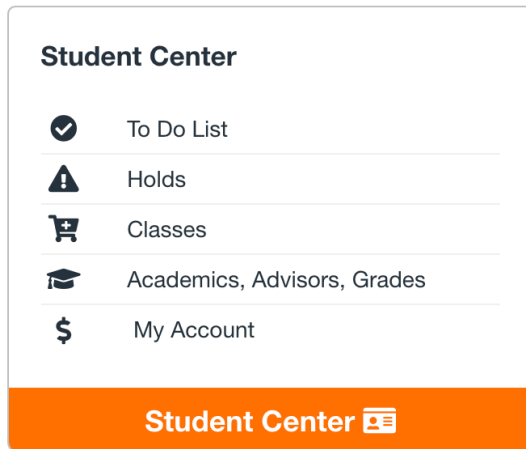 Student Center
To Do List
Holds
Classes
Academics, Advisors, Grades
$ My Account
Student Center